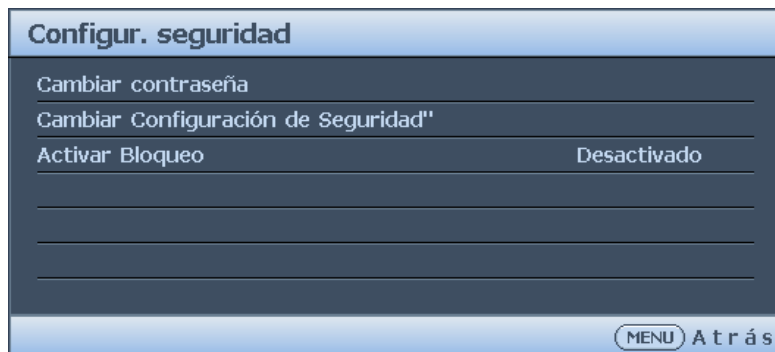 Configur. seguridad
Cambiar contraseña
Cambiar Configuración de Seguridad"
Activar Bloqueo Desactivado
MENU Atrás